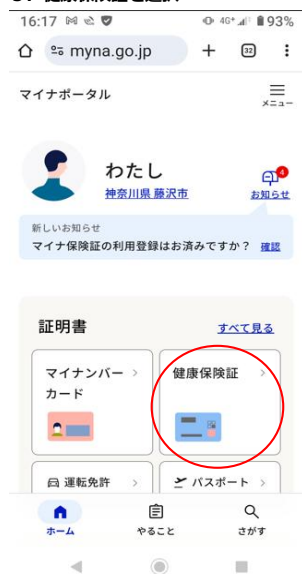 16:17 4G+ 93%
myna.go.jp 32
マイナポータル
メニュー
わたし
神奈川県 藤沢市
4
お知らせ
新しいお知らせ
マイナ保険証の利用登録はお済みですか? 確認
証明書 すべて見る
マイナンバーカード
健康保険証
運転免許
パスポート
ホーム やること さがす